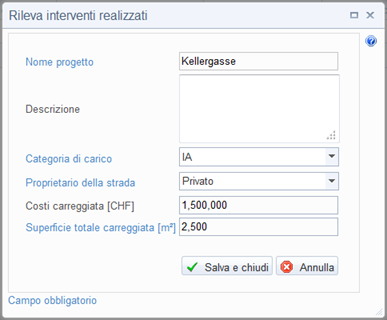 Rileva interventi realizzati
Nome progetto Kellergasse
Descrizione
Categoria di carico IA
Proprietario della strada Privato
Costi carreggiata [CHF] 1,500,000
Superficie totale carreggiata [m²] 2,500
Salva e chiudi Annulla
Campo obbligatorio